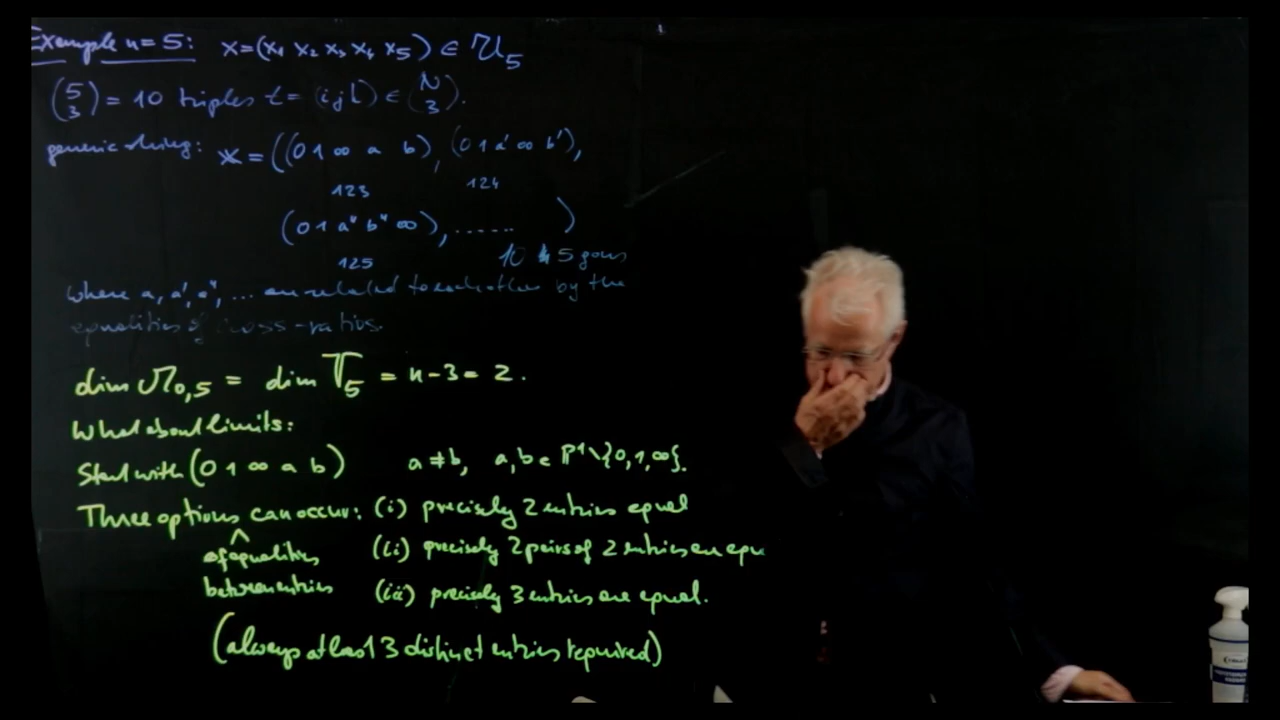 Example n=5: x=(x₁ x₂ x₃ x₄ x₅) ∈ U₅
(5 3) = 10 triples t=(ijk) ∈ (N 3).
generic string: x = ((0 1 ∞ a b), (0 1 a' ∞ b'),
123 124
(0 1 a" b" ∞), ...... )
125 10 5 gons
where a, a', a", ... are related to each other by the
equalities of cross-ratios.
dim M₀,₅ = dim T₅ = n-3 = 2.
What about limits:
Start with (0 1 ∞ a b) a ≠ b, a, b ∈ P¹\{0,1,∞}.
Three options can occur: (i) precisely 2 entries equal
of equalities (ii) precisely 2 pairs of 2 entries are equ
between entries (iii) precisely 3 entries are equal.
(always at least 3 distinct entries required)